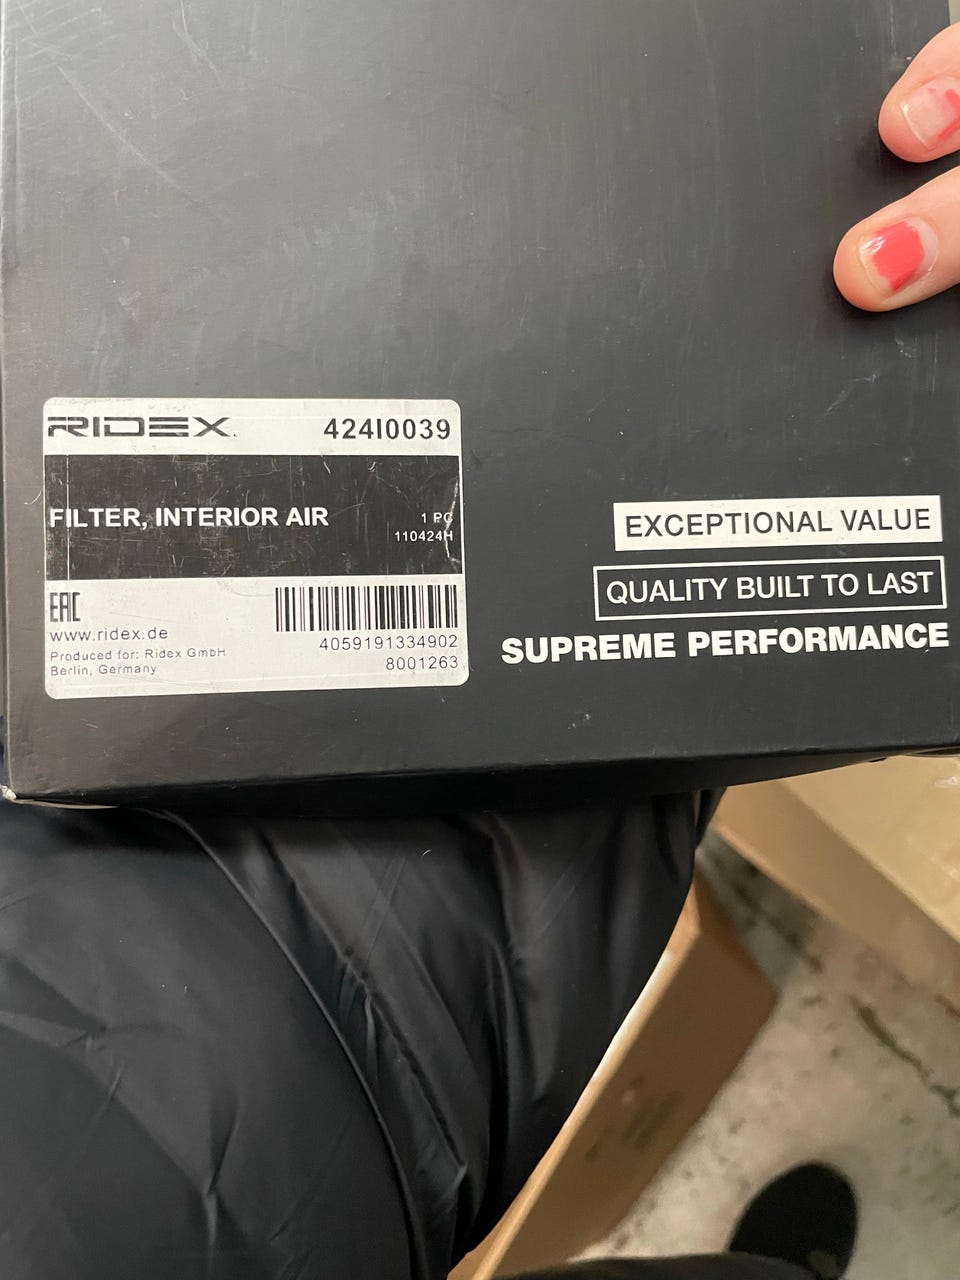 RIDEX. 424I0039
FILTER, INTERIOR AIR
1 PC
110424H
EAC
www.ridex.de
Produced for: Ridex GmbH
Berlin, Germany
4059191334902
8001263
EXCEPTIONAL VALUE
QUALITY BUILT TO LAST
SUPREME PERFORMANCE